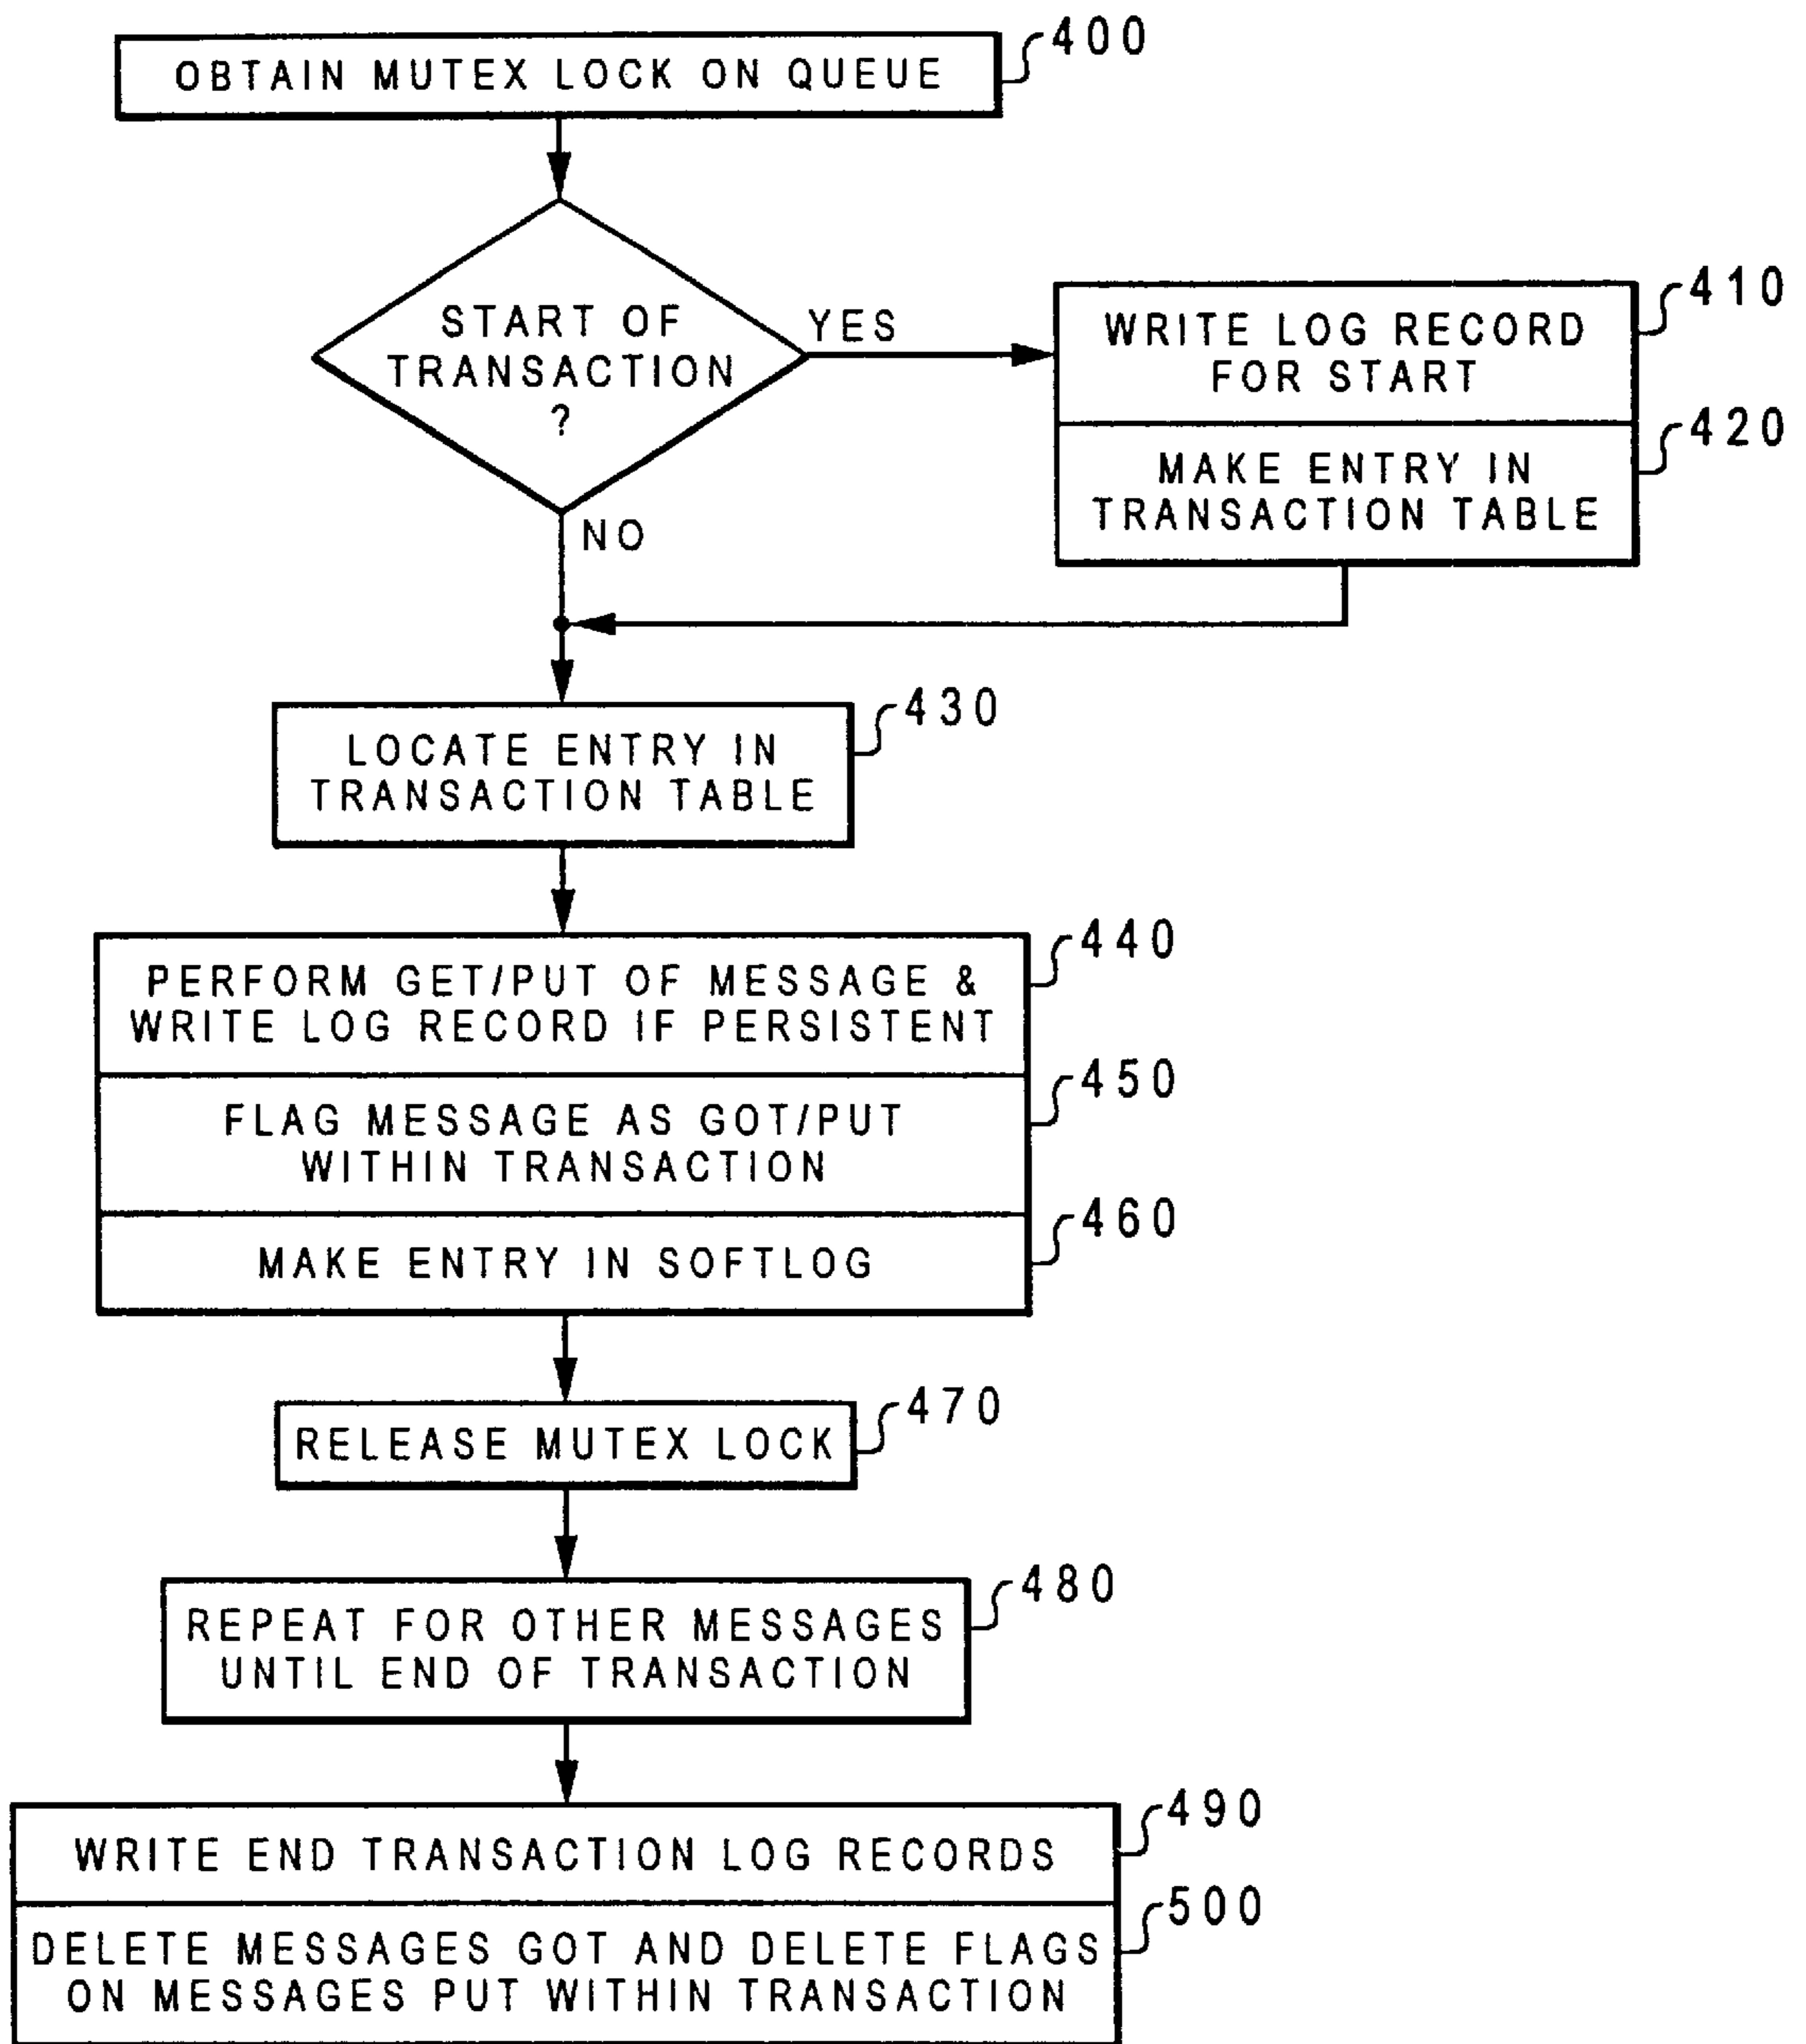 400
OBTAIN MUTEX LOCK ON QUEUE
START OF
TRANSACTION
?
YES
410
WRITE LOG RECORD
FOR START
420
MAKE ENTRY IN
TRANSACTION TABLE
NO
430
LOCATE ENTRY IN
TRANSACTION TABLE
440
PERFORM GET/PUT OF MESSAGE &
WRITE LOG RECORD IF PERSISTENT
450
FLAG MESSAGE AS GOT/PUT
WITHIN TRANSACTION
460
MAKE ENTRY IN SOFTLOG
470
RELEASE MUTEX LOCK
480
REPEAT FOR OTHER MESSAGES
UNTIL END OF TRANSACTION
490
WRITE END TRANSACTION LOG RECORDS
500
DELETE MESSAGES GOT AND DELETE FLAGS
ON MESSAGES PUT WITHIN TRANSACTION